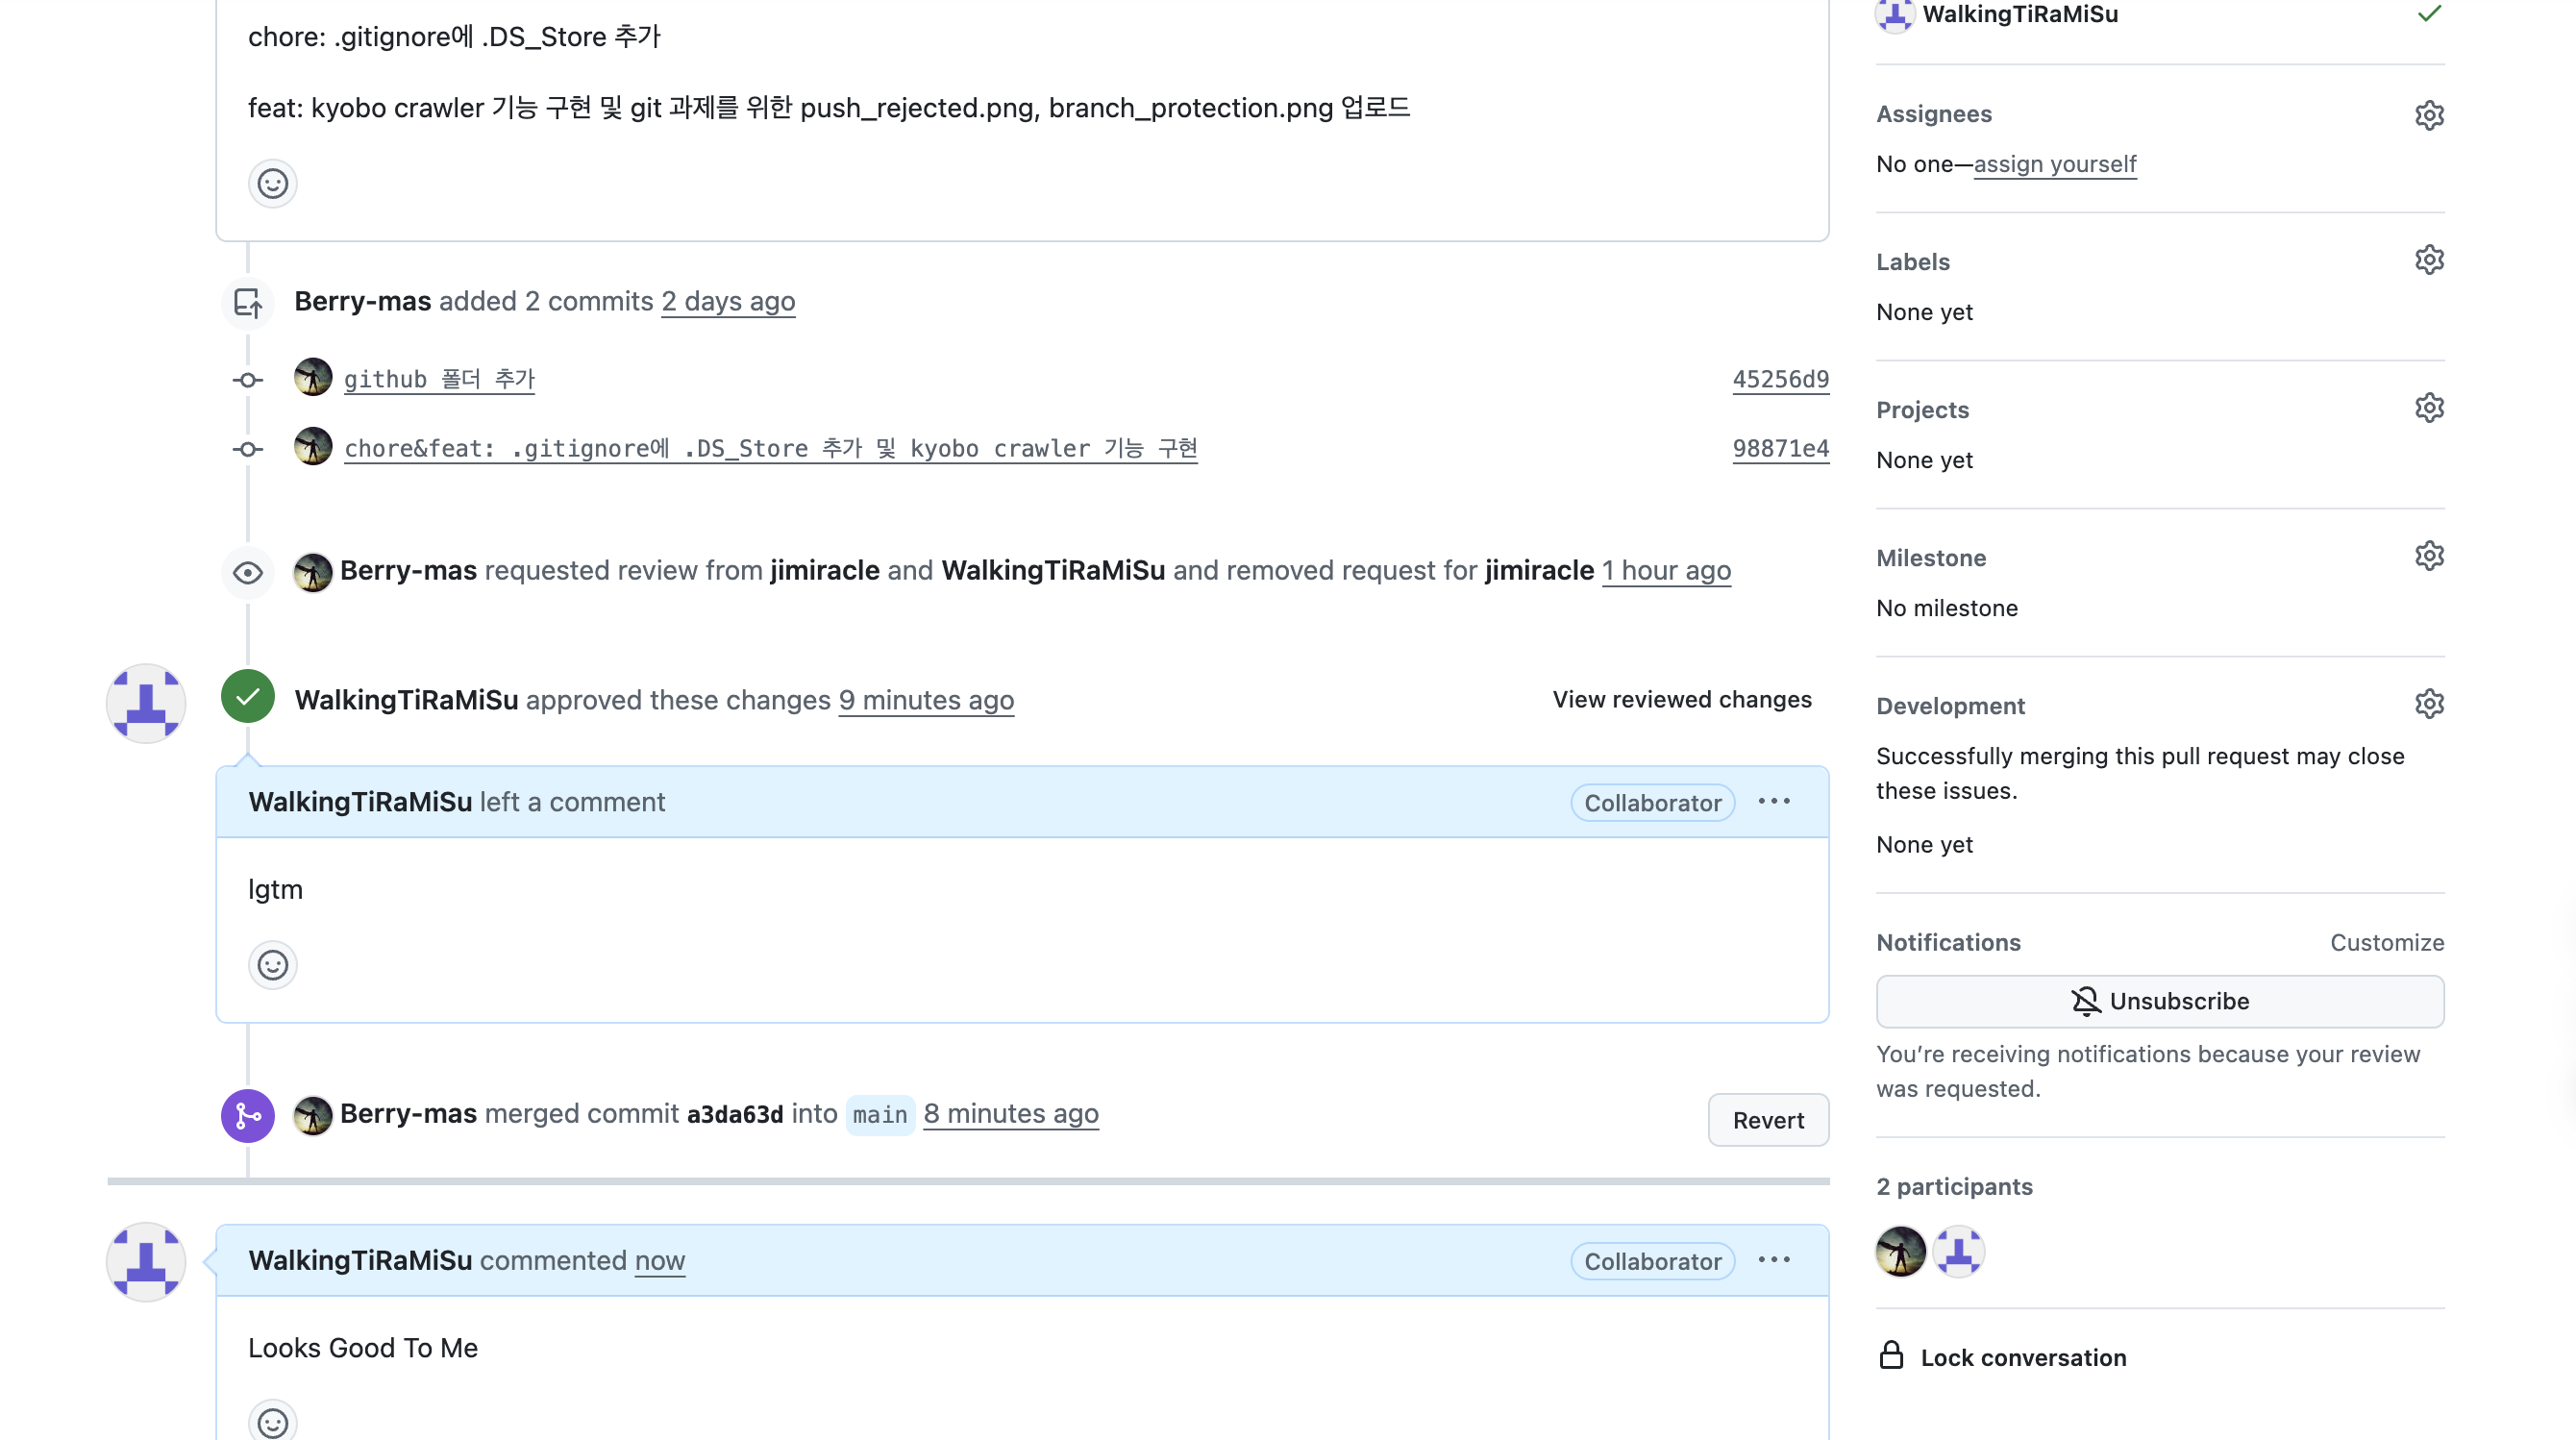 chore: .gitignore에 .DS_Store 추가
feat: kyobo crawler 기능 구현 및 git 과제를 위한 push_rejected.png, branch_protection.png 업로드
Berry-mas added 2 commits 2 days ago
github 폴더 추가 45256d9
chore&feat: .gitignore에 .DS_Store 추가 및 kyobo crawler 기능 구현 98871e4
Berry-mas requested review from jimiracle and WalkingTiRaMiSu and removed request for jimiracle 1 hour ago
WalkingTiRaMiSu approved these changes 9 minutes ago View reviewed changes
WalkingTiRaMiSu left a comment Collaborator ...
lgtm
Berry-mas merged commit a3da63d into main 8 minutes ago Revert
WalkingTiRaMiSu commented now Collaborator ...
Looks Good To Me
WalkingTiRaMiSu
Assignees
No one—assign yourself
Labels
None yet
Projects
None yet
Milestone
No milestone
Development
Successfully merging this pull request may close
these issues.
None yet
Notifications Customize
Unsubscribe
You’re receiving notifications because your review
was requested.
2 participants
Lock conversation